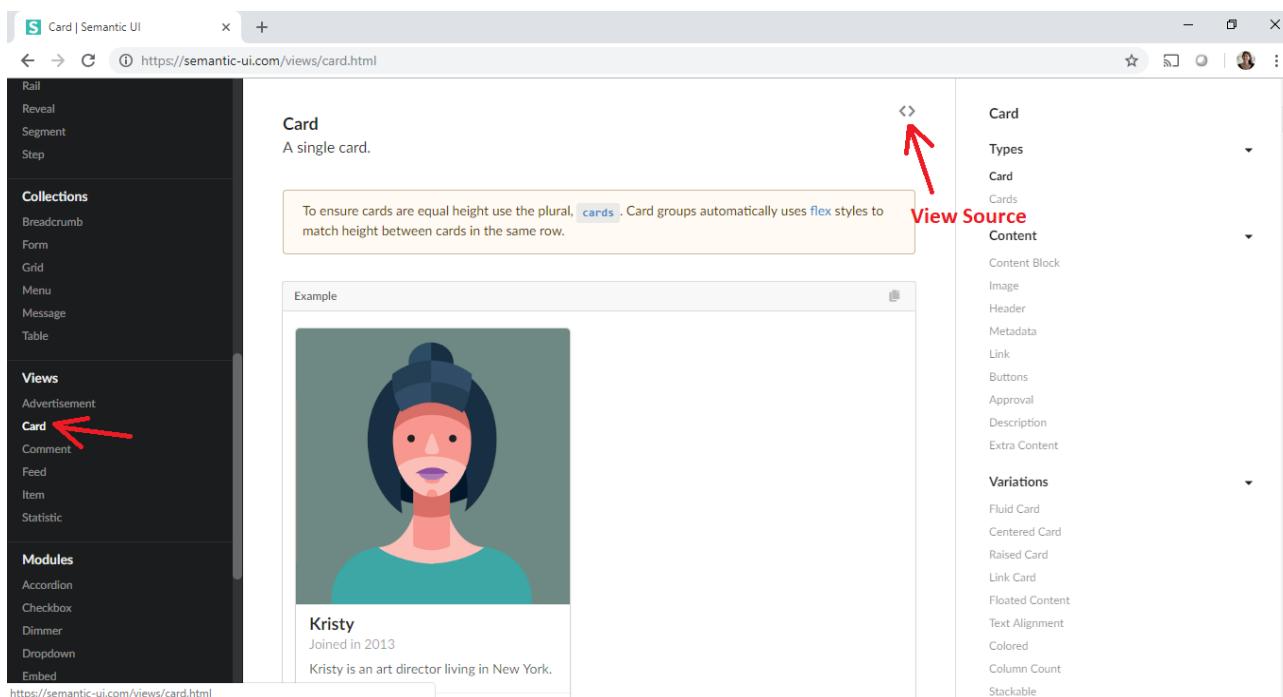 Card | Semantic UI
https://semantic-ui.com/views/card.html
Rail
Reveal
Segment
Step
Collections
Breadcrumb
Form
Grid
Menu
Message
Table
Views
Advertisement
Card
Comment
Feed
Item
Statistic
Modules
Accordion
Checkbox
Dimmer
Dropdown
Embed
https://semantic-ui.com/views/card.html
Card
A single card.
View Source
To ensure cards are equal height use the plural, cards . Card groups automatically uses flex styles to
match height between cards in the same row.
Example
Kristy
Joined in 2013
Kristy is an art director living in New York.
Card
Types
Card
Cards
Content
Content Block
Image
Header
Metadata
Link
Buttons
Approval
Description
Extra Content
Variations
Fluid Card
Centered Card
Raised Card
Link Card
Floated Content
Text Alignment
Colored
Column Count
Stackable